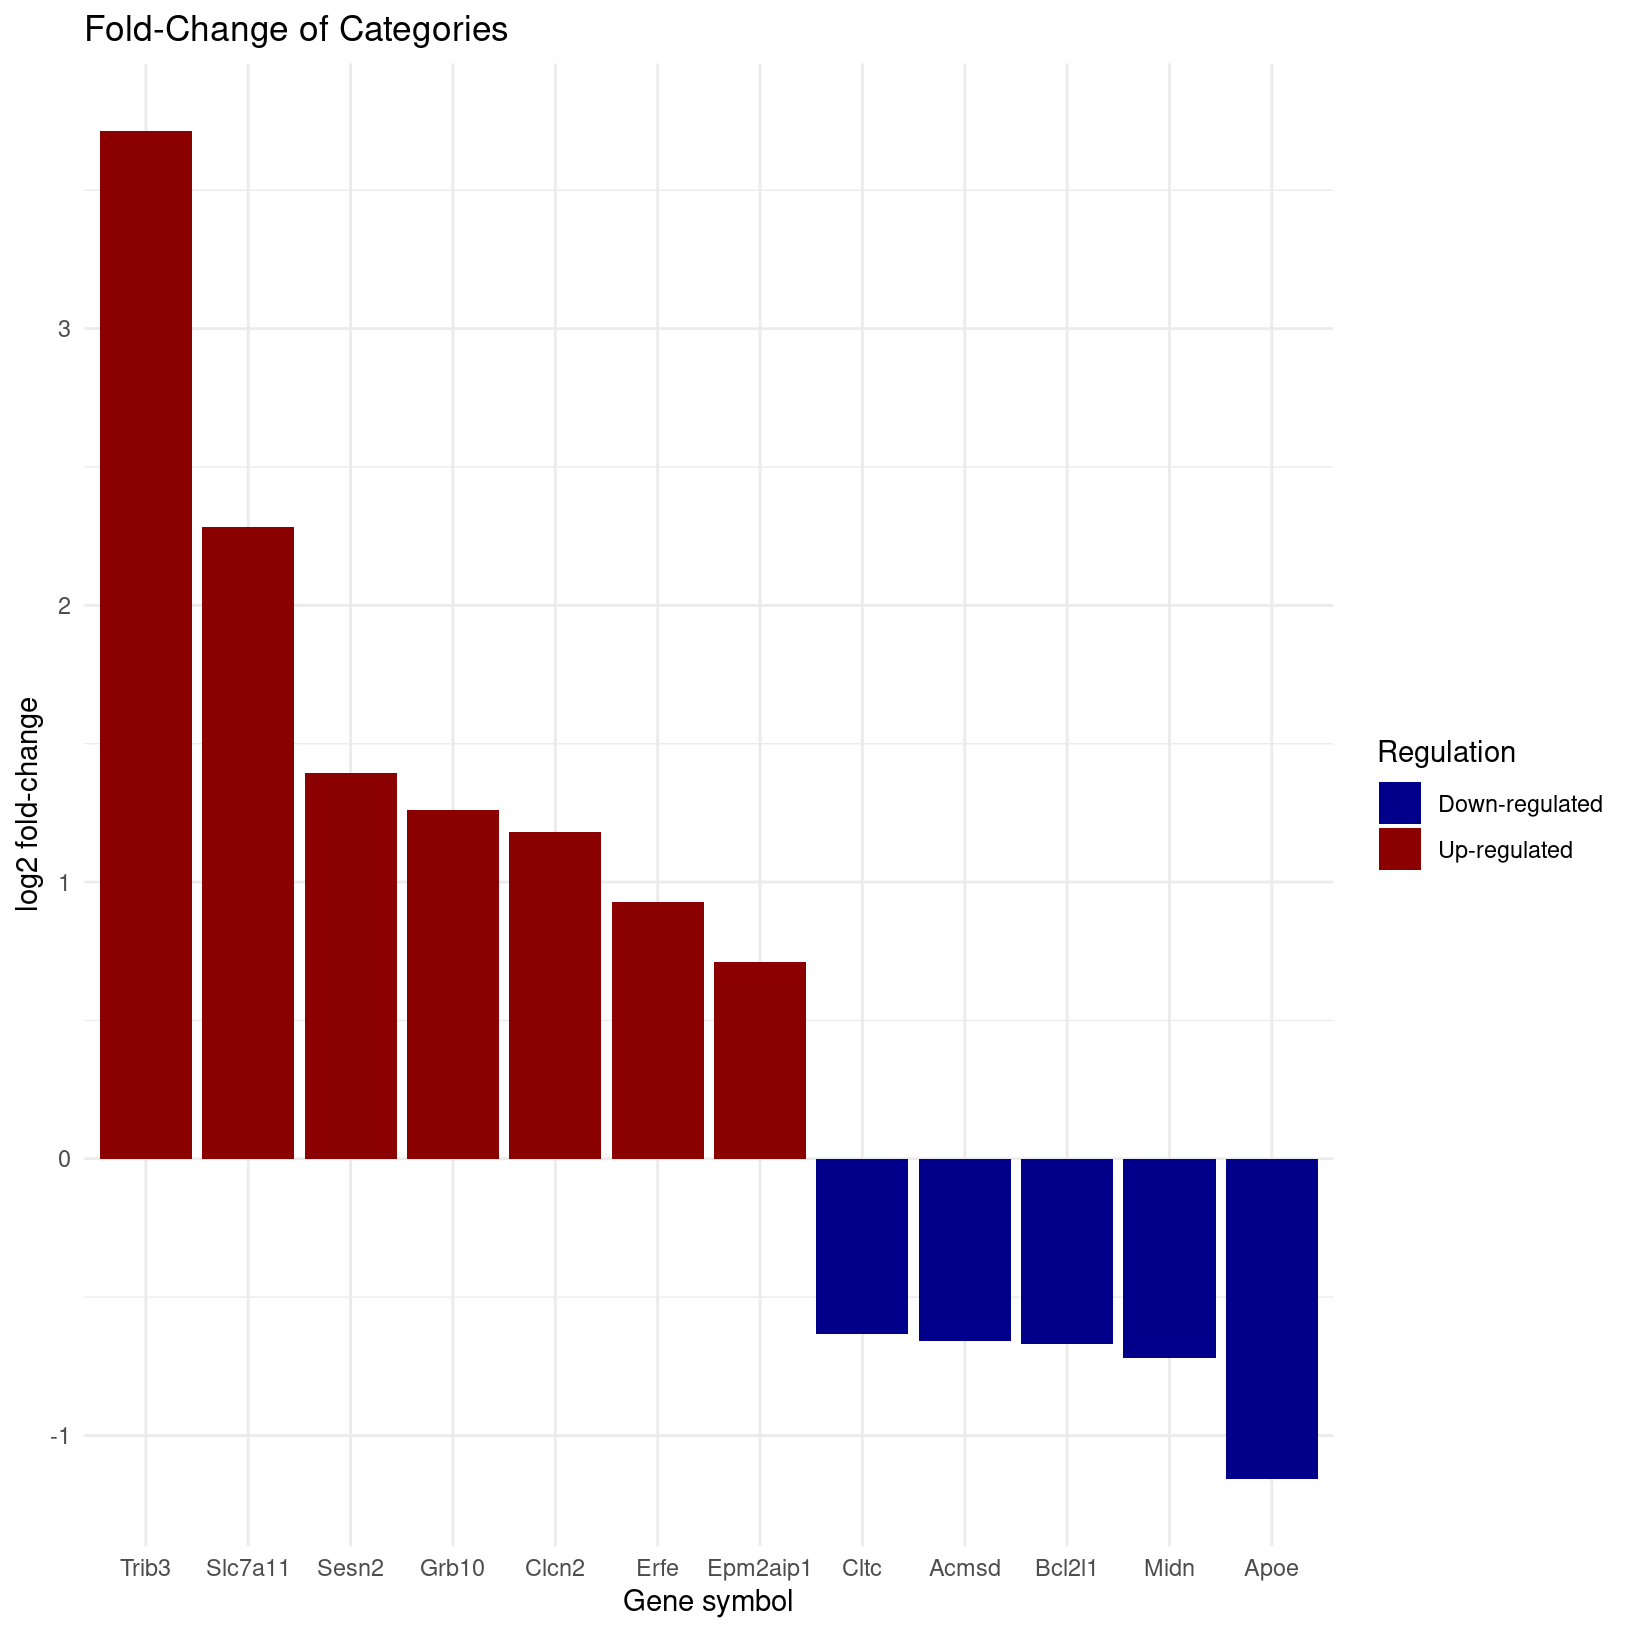 Fold-Change of Categories
log2 fold-change
3
2
1
0
-1
Trib3 Slc7a11 Sesn2 Grb10 Clcn2 Erfe Epm2aip1 Cltc Acmsd Bcl2l1 Midn Apoe
Gene symbol
Regulation
Down-regulated
Up-regulated